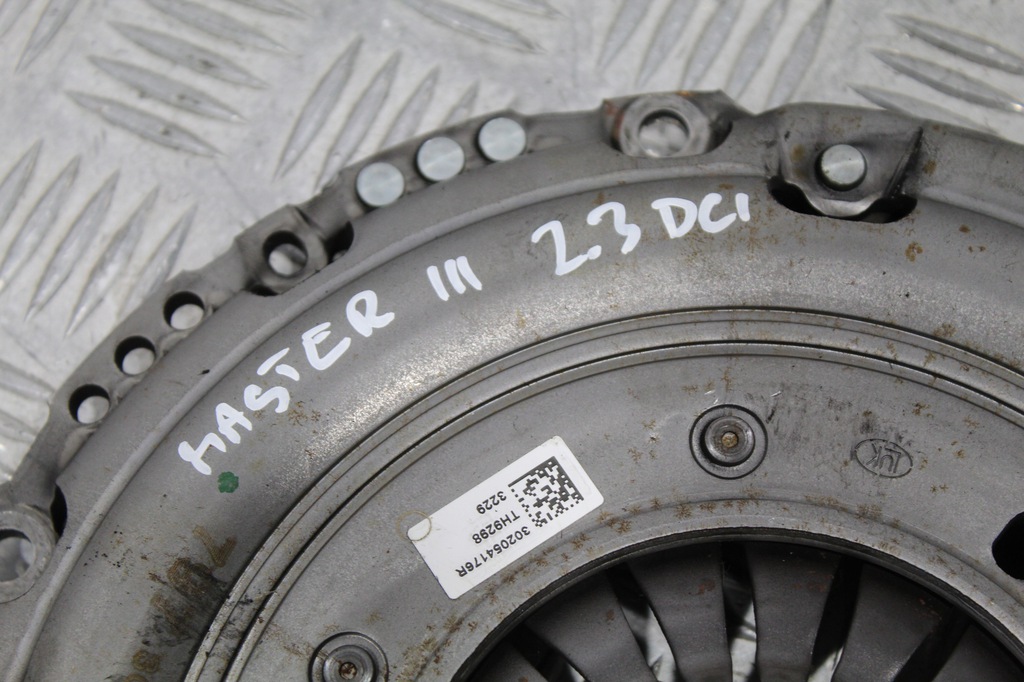 MASTER III 2.3 DCI
302054176R
TH9298
3229
LUK